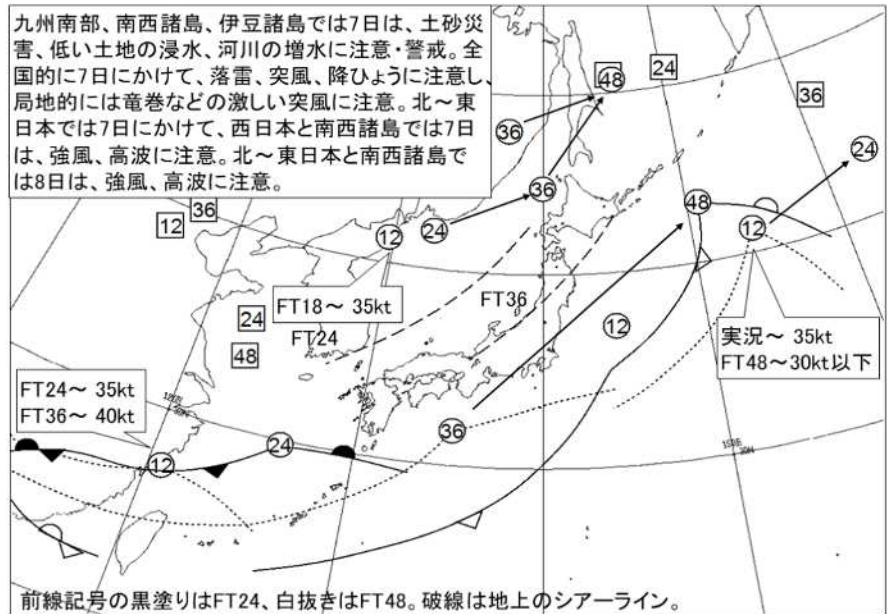 九州南部、南西諸島、伊豆諸島では7日は、土砂災
害、低い土地の浸水、河川の増水に注意・警戒。全
国的に7日にかけて、落雷、突風、降ひょうに注意し、
局地的には竜巻などの激しい突風に注意。北～東
日本では7日にかけて、西日本と南西諸島では7日
は、強風、高波に注意。北～東日本と南西諸島で
は8日は、強風、高波に注意。
48
24
36
36
24
36
36
12
48
12
24
12
FT18～ 35kt
FT36
24
FT24
12
実況～ 35kt
FT48～30kt以下
48
FT24～ 35kt
FT36～ 40kt
36
24
12
前線記号の黒塗りはFT24、白抜きはFT48。破線は地上のシアーライン。